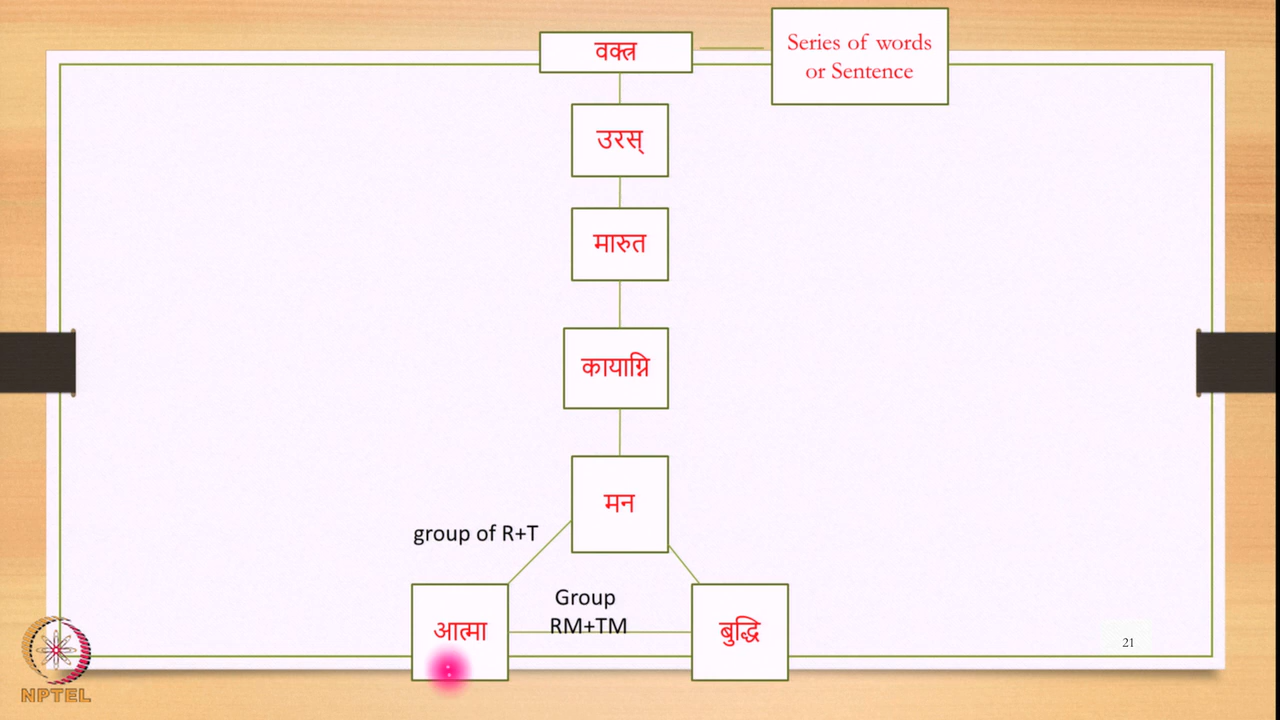 वक्त्र
Series of words
or Sentence
उरस्
मारुत
कायाग्नि
मन
group of R+T
Group
RM+TM
आत्मा
बुद्धि
21
NPTEL